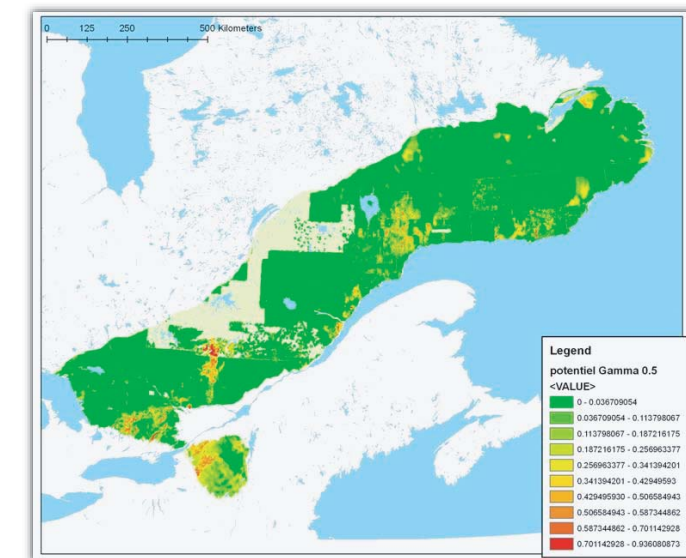 0 125 250 500 Kilometers
Legend
potentiel Gamma 0.5
<VALUE>
0 - 0.036709054
0.036709054 - 0.113798067
0.113798067 - 0.187216175
0.187216175 - 0.256963377
0.256963377 - 0.341394201
0.341394201 - 0.42949593
0.429495930 - 0.506584943
0.506584943 - 0.587344862
0.587344862 - 0.701142928
0.701142928 - 0.936080873